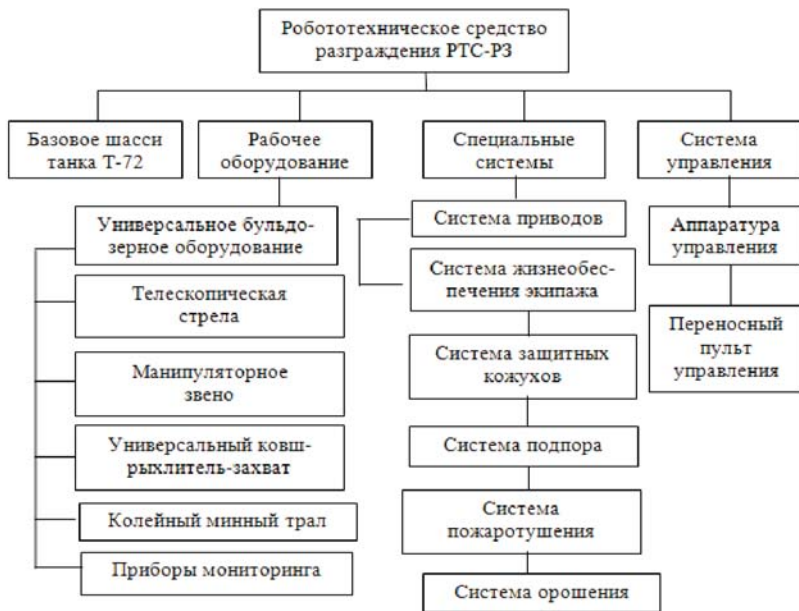 Робототехническое средство
разграждения РТС-РЗ
Базовое шасси
танка Т-72
Рабочее
оборудование
Специальные
системы
Система
управления
Универсальное бульдо-
зерное оборудование
Телескопическая
стрела
Манипуляторное
звено
Универсальный ковш-
рыхлитель-захват
Колейный минный трал
Приборы мониторинга
Система приводов
Система жизнеобес-
печения экипажа
Система защитных
кожухов
Система подпора
Система
пожаротушения
Система орошения
Аппаратура
управления
Переносный
пульт
управления